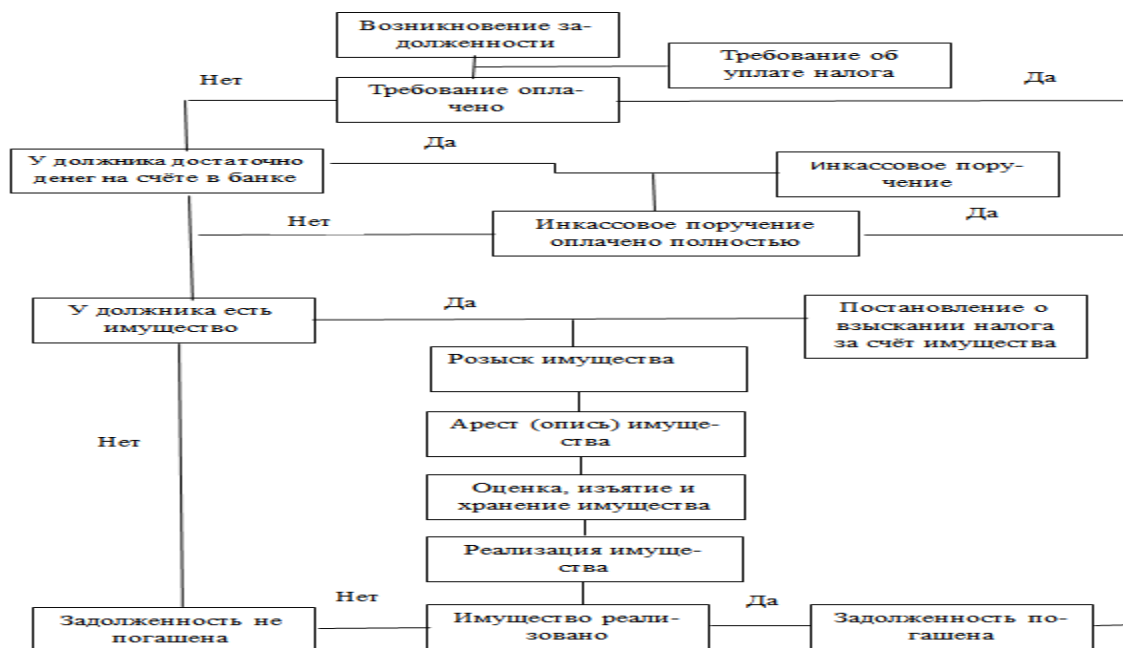 Возникновение за-
долженности
Требование об
уплате налога
Нет
Требование опла-
чено
Да
У должника достаточно
денег на счёте в банке
Да
инкассовое пору-
чение
Нет
Инкассовое поручение
оплачено полностью
Да
У должника есть
имущество
Да
Постановление о
взыскании налога
за счёт имущества
Розыск имущества
Арест (опись) имуще-
ства
Нет
Оценка, изъятие и
хранение имущества
Реализация имуще-
ства
Задолженность не
погашена
Нет
Имущество реали-
зовано
Да
Задолженность по-
гашена